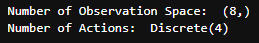 Number of Observation Space:  (8,)
Number of Actions:  Discrete(4)